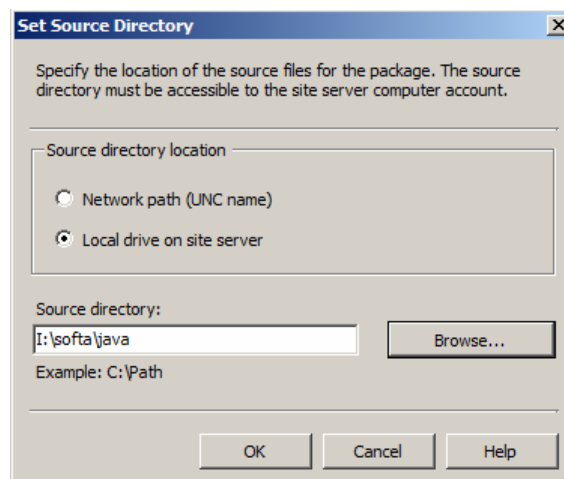 Set Source Directory
Specify the location of the source files for the package. The source
directory must be accessible to the site server computer account.
Source directory location
Network path (UNC name)
Local drive on site server
Source directory:
I:\softa\java
Browse...
Example: C:\Path
OK
Cancel
Help